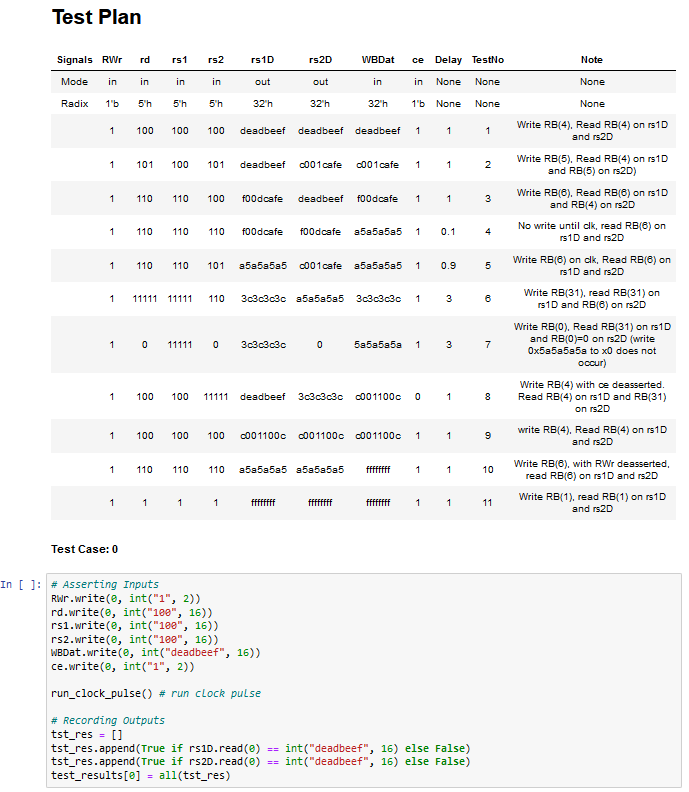 Test Plan
Signals RWr rd rs1 rs2 rs1D rs2D WBDat ce Delay TestNo Note
Mode in in in in out out in in None None None
Radix 1'b 5'h 5'h 5'h 32'h 32'h 32'h 1'b None None None
1 100 100 100 deadbeef deadbeef deadbeef 1 1 1 Write RB(4), Read RB(4) on rs1D
and rs2D
1 101 100 101 deadbeef c001cafe c001cafe 1 1 2 Write RB(5), Read RB(4) on rs1D
and RB(5) on rs2D)
1 110 110 100 f00dcafe deadbeef f00dcafe 1 1 3 Write RB(6), Read RB(6) on rs1D
and RB(4) on rs2D
1 110 110 110 f00dcafe f00dcafe a5a5a5a5 1 0.1 4 No write until clk, read RB(6) on
rs1D and rs2D
1 110 110 101 a5a5a5a5 c001cafe a5a5a5a5 1 0.9 5 Write RB(6) on clk, Read RB(6) on
rs1D and rs2D
1 11111 11111 110 3c3c3c3c a5a5a5a5 3c3c3c3c 1 3 6 Write RB(31), read RB(31) on
rs1D and RB(6) on rs2D
1 0 11111 0 3c3c3c3c 0 5a5a5a5a 1 3 7 Write RB(0), Read RB(31) on rs1D
and RB(0)=0 on rs2D (write
0x5a5a5a5a to x0 does not
occur)
1 100 100 11111 deadbeef 3c3c3c3c c001100c 0 1 8 Write RB(4) with ce deasserted.
Read RB(4) on rs1D and RB(31)
on rs2D
1 100 100 100 c001100c c001100c c001100c 1 1 9 write RB(4), Read RB(4) on rs1D
and rs2D
1 110 110 110 a5a5a5a5 a5a5a5a5 ffffffff 1 1 10 Write RB(6), with RWr deasserted,
read RB(6) on rs1D and rs2D
1 1 1 1 ffffffff ffffffff ffffffff 1 1 11 Write RB(1), read RB(1) on rs1D
and rs2D
Test Case: 0
In [ ]: # Asserting Inputs
RWr.write(0, int("1", 2))
rd.write(0, int("100", 16))
rs1.write(0, int("100", 16))
rs2.write(0, int("100", 16))
WBDat.write(0, int("deadbeef", 16))
ce.write(0, int("1", 2))
run_clock_pulse() # run clock pulse
# Recording Outputs
tst_res = []
tst_res.append(True if rs1D.read(0) == int("deadbeef", 16) else False)
tst_res.append(True if rs2D.read(0) == int("deadbeef", 16) else False)
test_results[0] = all(tst_res)